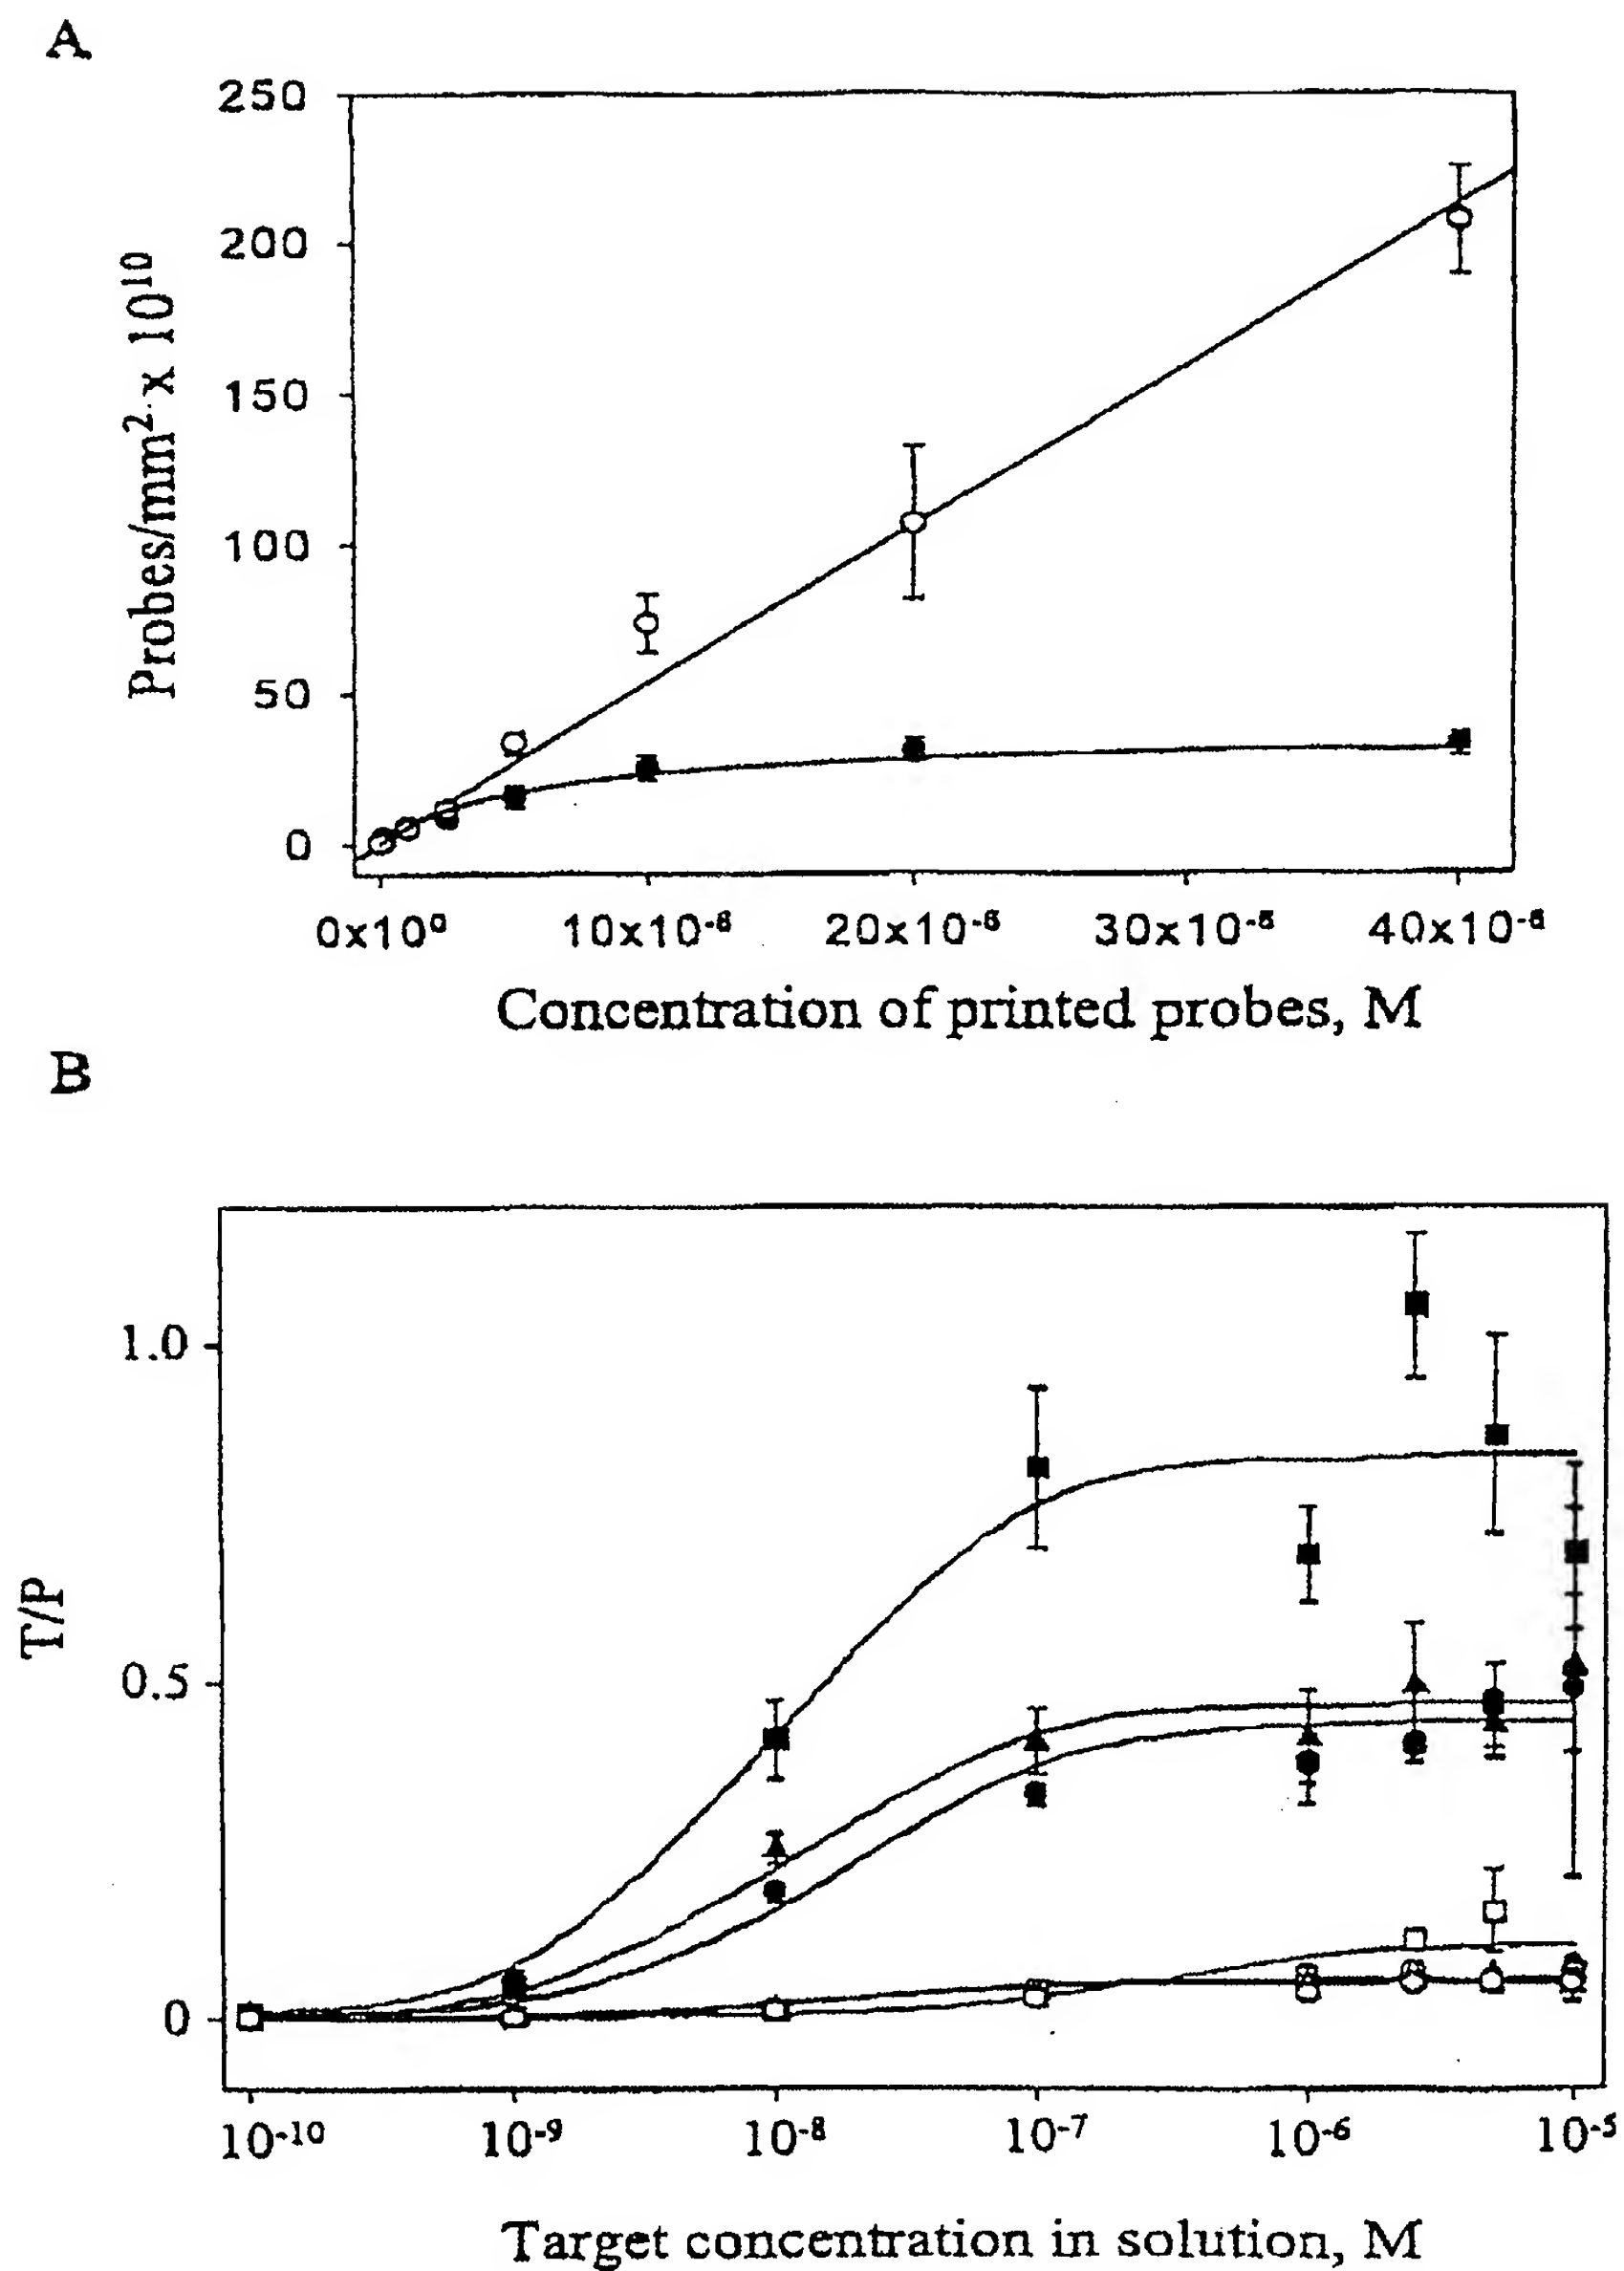 A
250
200
150
100
50
0
Probes/mm² x 10¹⁰
0x10⁰ 10x10⁻⁶ 20x10⁻⁶ 30x10⁻⁶ 40x10⁻⁶
Concentration of printed probes, M
B
1.0
0.5
0
T/P
10⁻¹⁰ 10⁻⁹ 10⁻⁸ 10⁻⁷ 10⁻⁶ 10⁻⁵
Target concentration in solution, M